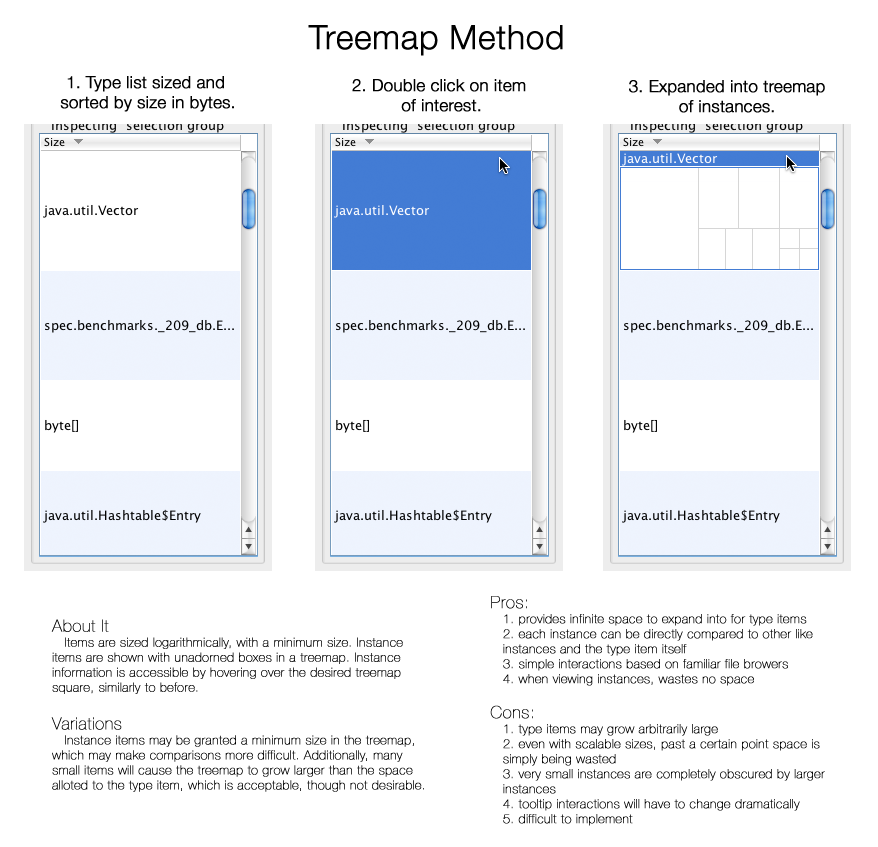 Treemap Method
1. Type list sized and
sorted by size in bytes.
2. Double click on item
of interest.
3. Expanded into treemap
of instances.
Inspecting selection group
Size
java.util.Vector
spec.benchmarks._209_db.E...
byte[]
java.util.Hashtable$Entry
Inspecting selection group
Size
java.util.Vector
spec.benchmarks._209_db.E...
byte[]
java.util.Hashtable$Entry
Inspecting selection group
Size
java.util.Vector
spec.benchmarks._209_db.E...
byte[]
java.util.Hashtable$Entry
About It
Items are sized logarithmically, with a minimum size. Instance
items are shown with unadorned boxes in a treemap. Instance
information is accessible by hovering over the desired treemap
square, similarly to before.
Variations
Instance items may be granted a minimum size in the treemap,
which may make comparisons more difficult. Additionally, many
small items will cause the treemap to grow larger than the space
alloted to the type item, which is acceptable, though not desirable.
Pros:
1. provides infinite space to expand into for type items
2. each instance can be directly compared to other like
instances and the type item itself
3. simple interactions based on familiar file browers
4. when viewing instances, wastes no space
Cons:
1. type items may grow arbitrarily large
2. even with scalable sizes, past a certain point space is
simply being wasted
3. very small instances are completely obscured by larger
instances
4. tooltip interactions will have to change dramatically
5. difficult to implement